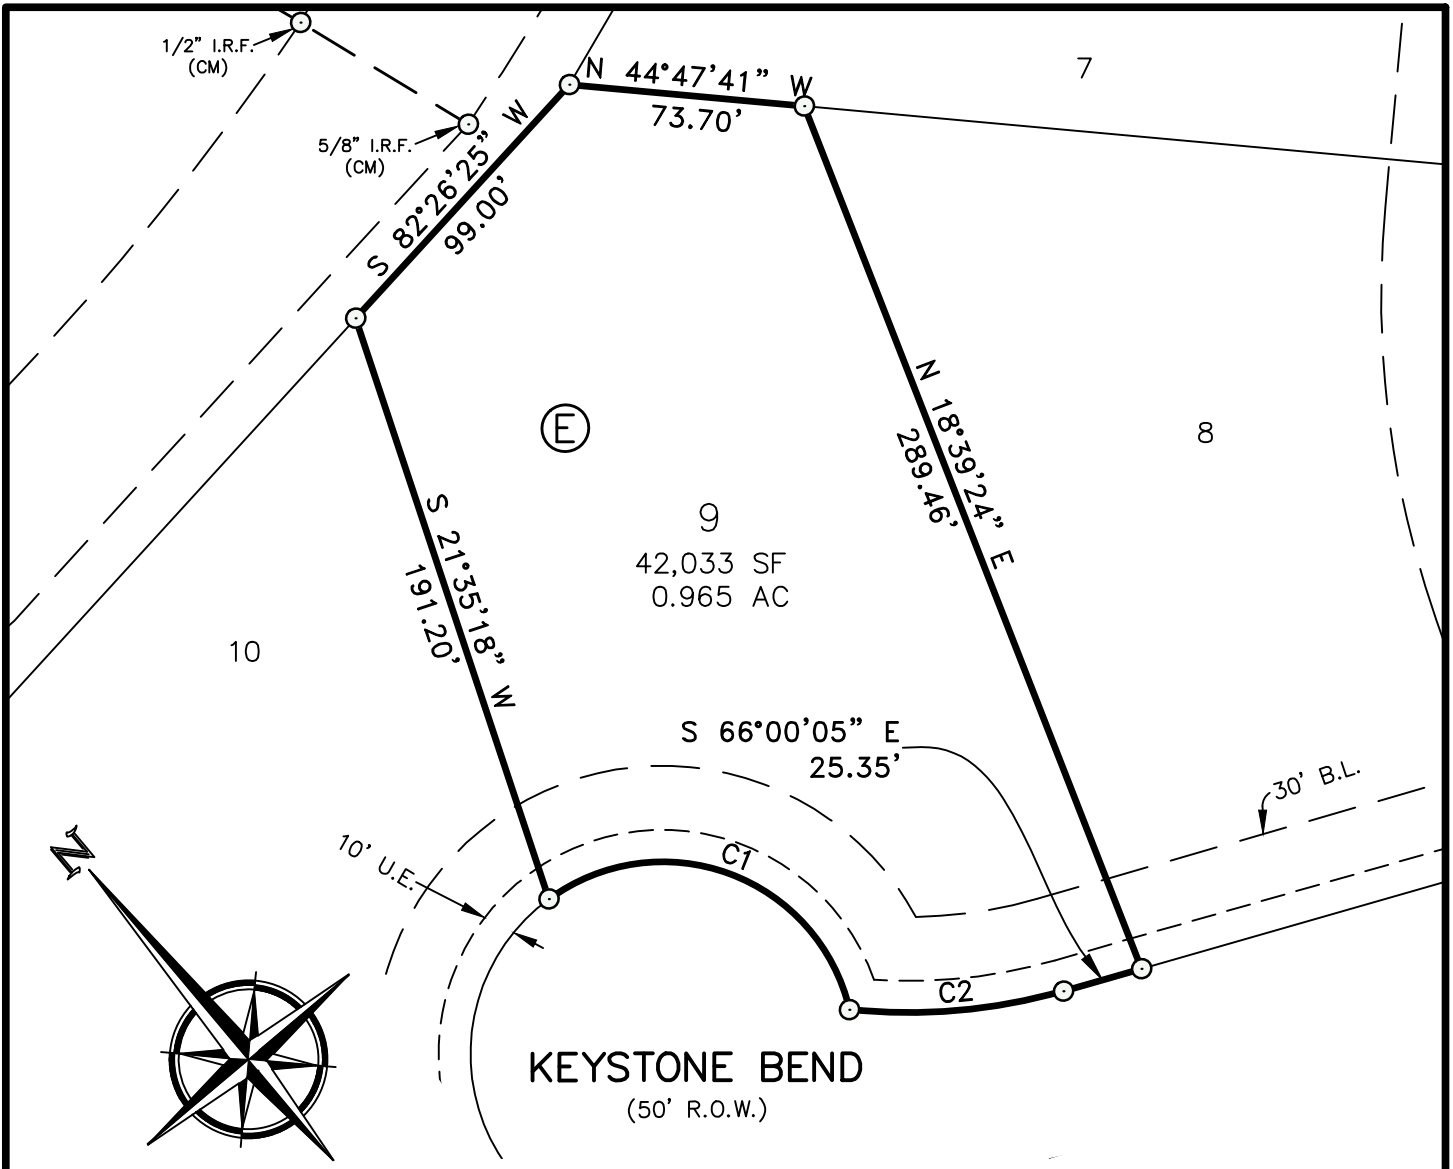 1/2" I.R.F.
(CM)
5/8" I.R.F.
(CM)
N 44°47'41" W
73.70'
7
S 82°26'25" W
99.00'
N 18°39'24" E
289.46'
E
8
9
42,033 SF
0.965 AC
S 21°35'18" W
191.20'
10
S 66°00'05" E
25.35'
30' B.L.
10' U.E.
C1
C2
N
KEYSTONE BEND
(50' R.O.W.)